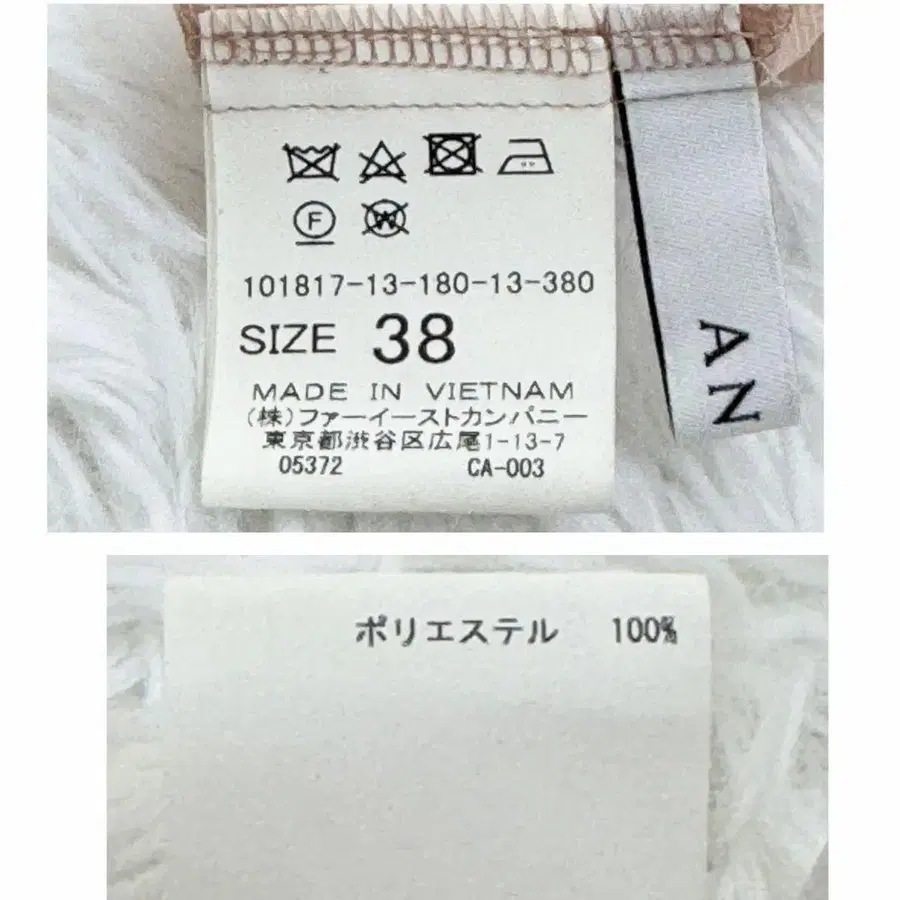 F
W
101817-13-180-13-380
SIZE 38
MADE IN VIETNAM
(株)ファーイーストカンパニー
東京都渋谷区広尾1-13-7
05372 CA-003
AN
ポリエステル 100%